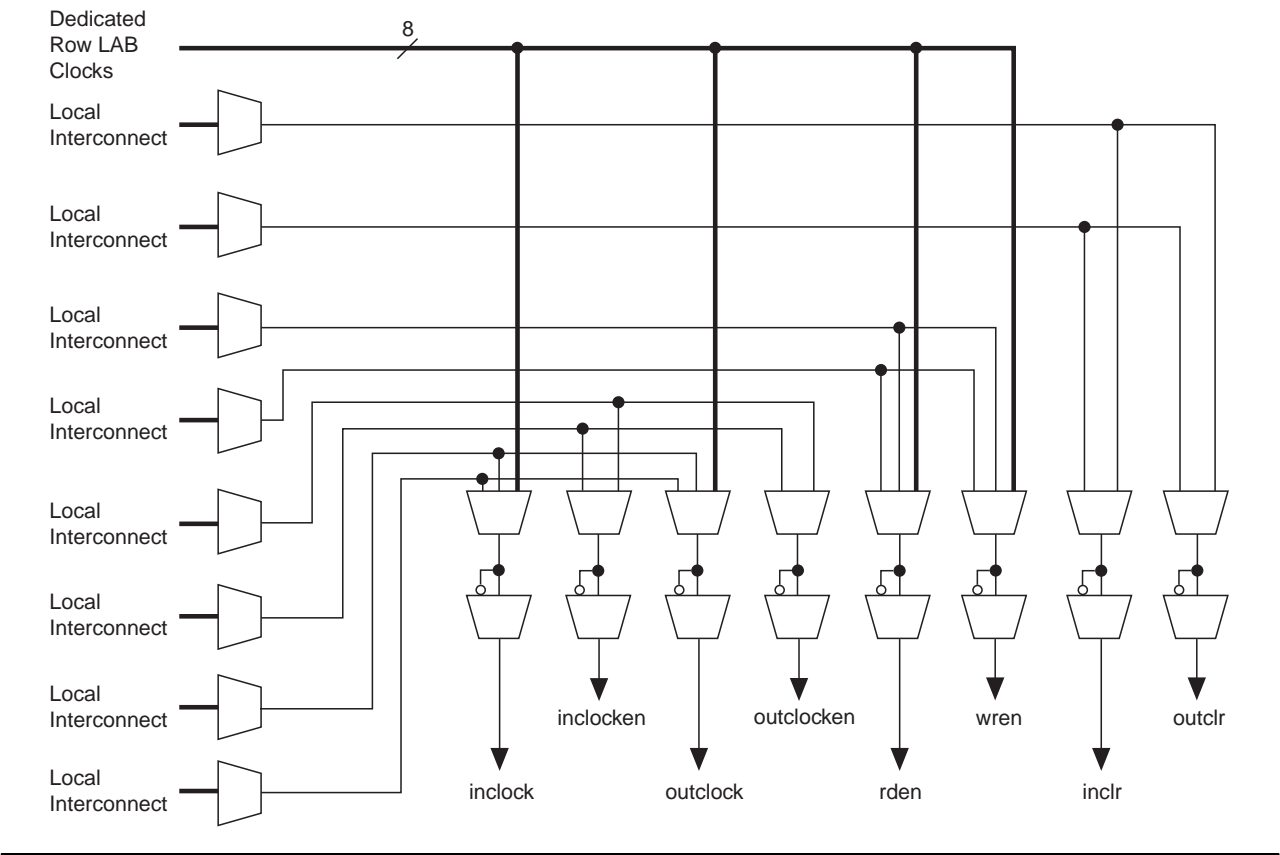 Dedicated
Row LAB
Clocks
8
Local
Interconnect
Local
Interconnect
Local
Interconnect
Local
Interconnect
Local
Interconnect
Local
Interconnect
Local
Interconnect
Local
Interconnect
inclocken
outclocken
wren
outclr
inclock
outclock
rden
inclr